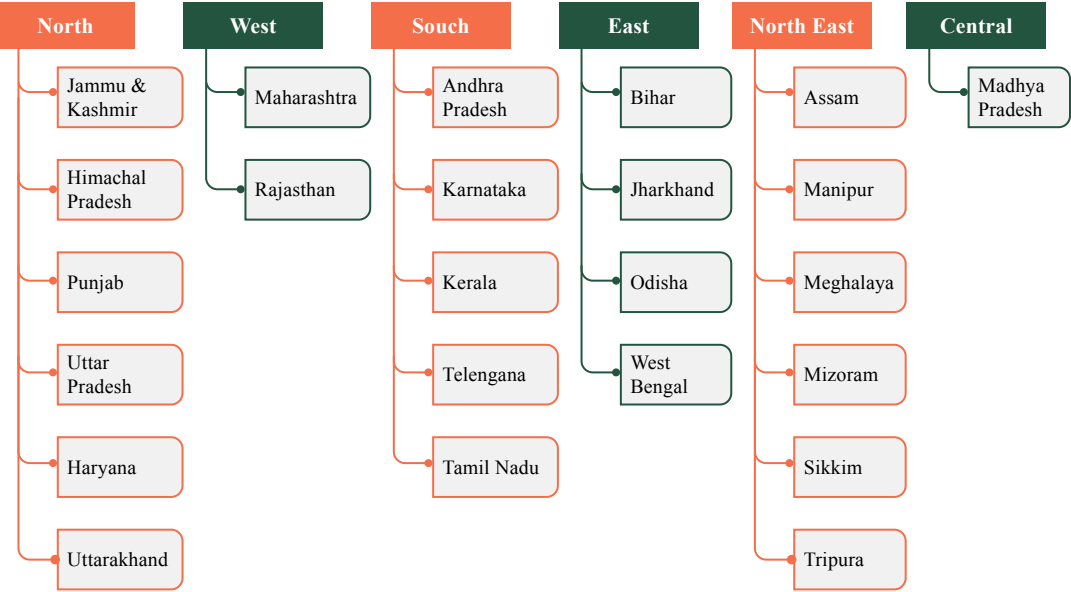 North
Jammu &
Kashmir
Himachal
Pradesh
Punjab
Uttar
Pradesh
Haryana
Uttarakhand
West
Maharashtra
Rajasthan
Souch
Andhra
Pradesh
Karnataka
Kerala
Telengana
Tamil Nadu
East
Bihar
Jharkhand
Odisha
West
Bengal
North East
Assam
Manipur
Meghalaya
Mizoram
Sikkim
Tripura
Central
Madhya
Pradesh